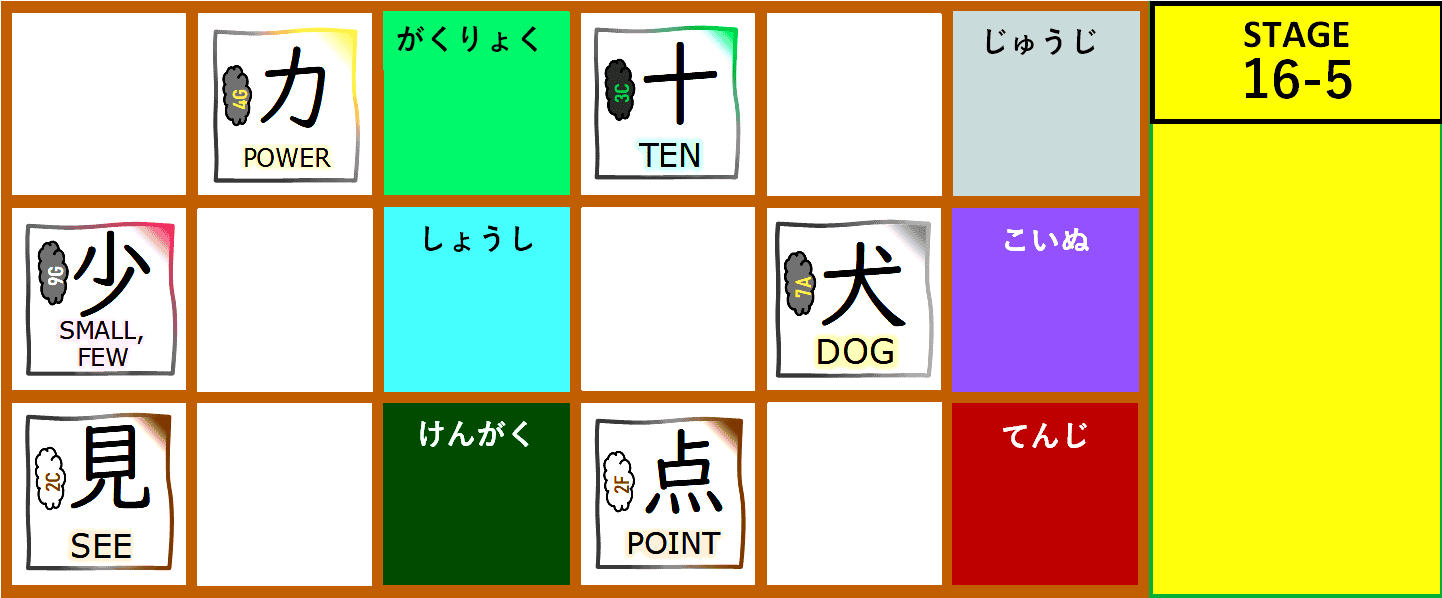 4G
力
POWER
がくりょく
3C
十
TEN
じゅうじ
STAGE
16-5
9G
少
SMALL,
FEW
しょうし
7A
犬
DOG
こいぬ
2C
見
SEE
けんがく
2F
点
POINT
てんじ